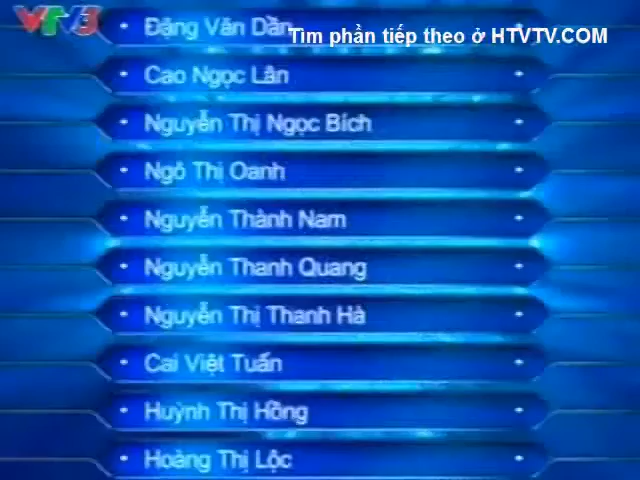 VTV3
Đặng Văn Dần
Tìm phần tiếp theo ở HTVTV.COM
Cao Ngọc Lân
Nguyễn Thị Ngọc Bích
Ngô Thị Oanh
Nguyễn Thành Nam
Nguyễn Thanh Quang
Nguyễn Thị Thanh Hà
Cai Việt Tuấn
Huỳnh Thị Hồng
Hoàng Thị Lộc